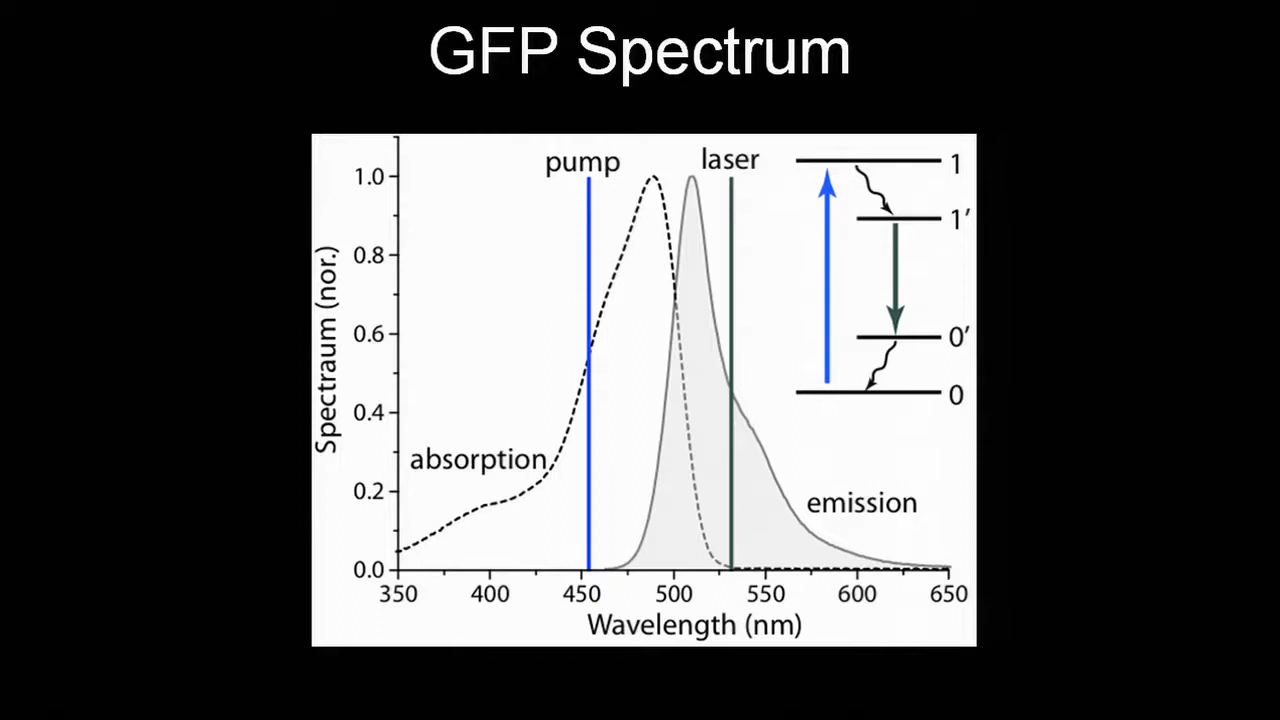 GFP Spectrum
pump
laser
1
1’
0’
0
1.0
0.8
0.6
0.4
0.2
0.0
Spectraum (nor.)
absorption
emission
350 400 450 500 550 600 650
Wavelength (nm)